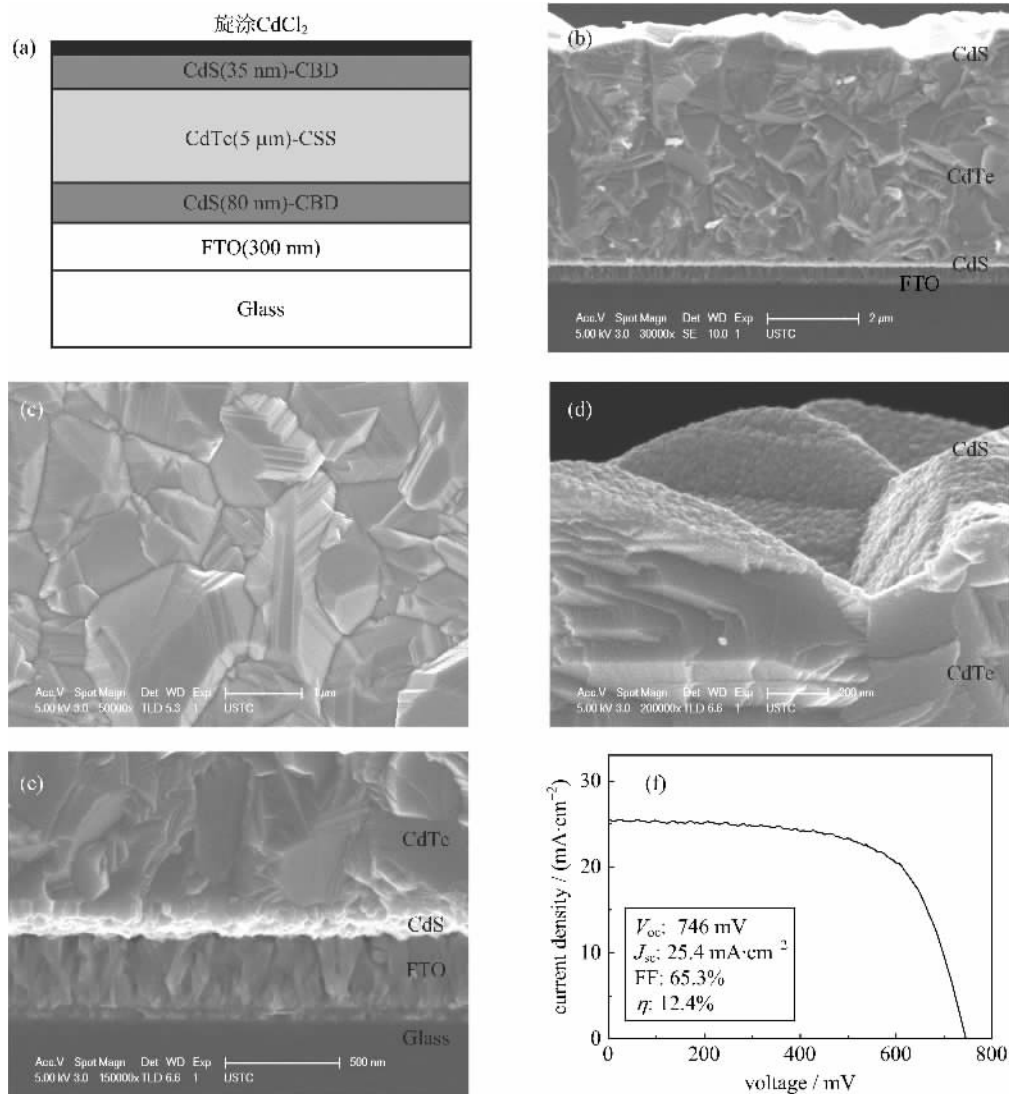 (a)
旋涂CdCl₂
CdS(35 nm)-CBD
CdTe(5 μm)-CSS
CdS(80 nm)-CBD
FTO(300 nm)
Glass
(b)
CdS
CdTe
CdS
FTO
Acc.V Spot Magn Det WD Exp 2 μm
5.00 kV 3.0 30000x SE 10.0 1 USTC
(c)
Acc.V Spot Magn Det WD Exp 1 μm
5.00 kV 3.0 50000x TLD 5.3 1 USTC
(d)
CdS
CdTe
Acc.V Spot Magn Det WD Exp 200 nm
5.00 kV 3.0 200000x TLD 6.6 1 USTC
(e)
CdTe
CdS
FTO
Glass
Acc.V Spot Magn Det WD Exp 500 nm
5.00 kV 3.0 150000x TLD 6.6 1 USTC
(f)
current density / (mA·cm⁻²)
30
20
10
0
V_oc: 746 mV
J_sc: 25.4 mA·cm⁻²
FF: 65.3%
η: 12.4%
0 200 400 600 800
voltage / mV